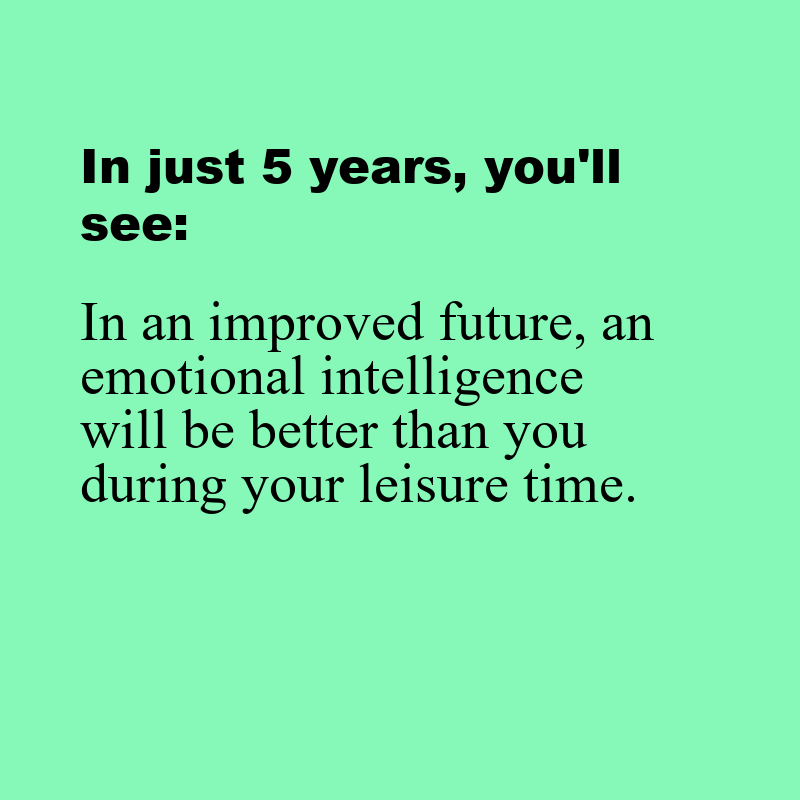 In just 5 years, you'll
see:
In an improved future, an
emotional intelligence
will be better than you
during your leisure time.